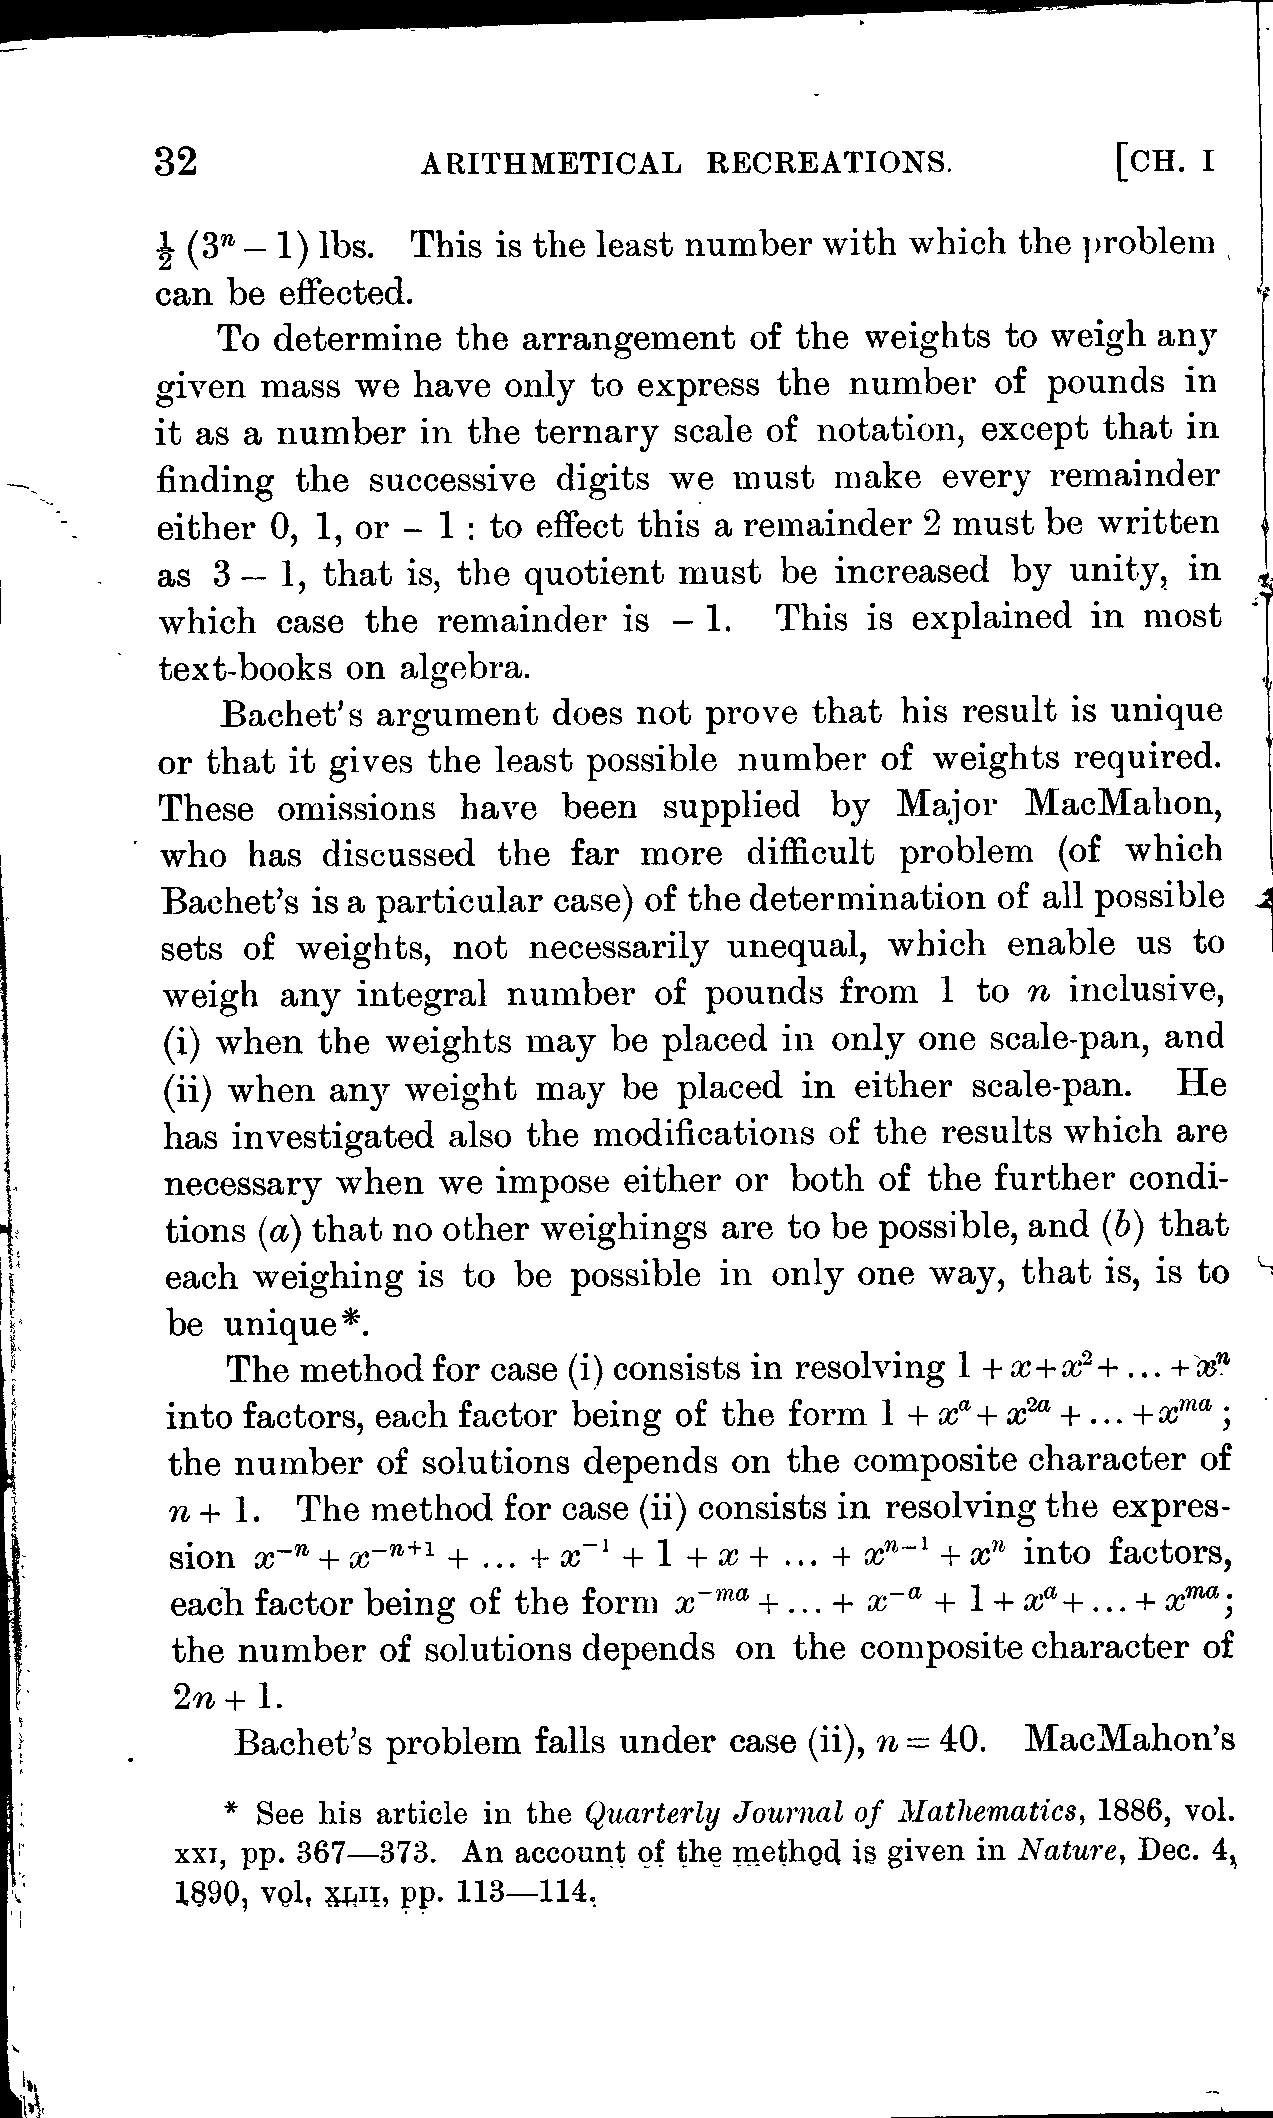 32 ARITHMETICAL RECREATIONS. [CH. I
½ (3ⁿ – 1) lbs. This is the least number with which the problem
can be effected.
To determine the arrangement of the weights to weigh any
given mass we have only to express the number of pounds in
it as a number in the ternary scale of notation, except that in
finding the successive digits we must make every remainder
either 0, 1, or – 1 : to effect this a remainder 2 must be written
as 3 – 1, that is, the quotient must be increased by unity, in
which case the remainder is – 1. This is explained in most
text-books on algebra.
Bachet's argument does not prove that his result is unique
or that it gives the least possible number of weights required.
These omissions have been supplied by Major MacMahon,
who has discussed the far more difficult problem (of which
Bachet's is a particular case) of the determination of all possible
sets of weights, not necessarily unequal, which enable us to
weigh any integral number of pounds from 1 to n inclusive,
(i) when the weights may be placed in only one scale-pan, and
(ii) when any weight may be placed in either scale-pan. He
has investigated also the modifications of the results which are
necessary when we impose either or both of the further condi-
tions (a) that no other weighings are to be possible, and (b) that
each weighing is to be possible in only one way, that is, is to
be unique*.
The method for case (i) consists in resolving 1 + x + x² + ... + xⁿ
into factors, each factor being of the form 1 + xᵃ + x²ᵃ + ... + xᵐᵃ ;
the number of solutions depends on the composite character of
n + 1. The method for case (ii) consists in resolving the expres-
sion x⁻ⁿ + x⁻ⁿ⁺¹ + ... + x⁻¹ + 1 + x + ... + xⁿ⁻¹ + xⁿ into factors,
each factor being of the form x⁻ᵐᵃ + ... + x⁻ᵃ + 1 + xᵃ + ... + xᵐᵃ;
the number of solutions depends on the composite character of
2n + 1.
Bachet's problem falls under case (ii), n = 40. MacMahon's
* See his article in the Quarterly Journal of Mathematics, 1886, vol.
XXI, pp. 367—373. An account of the method is given in Nature, Dec. 4,
1890, vol. XLII, pp. 113—114.